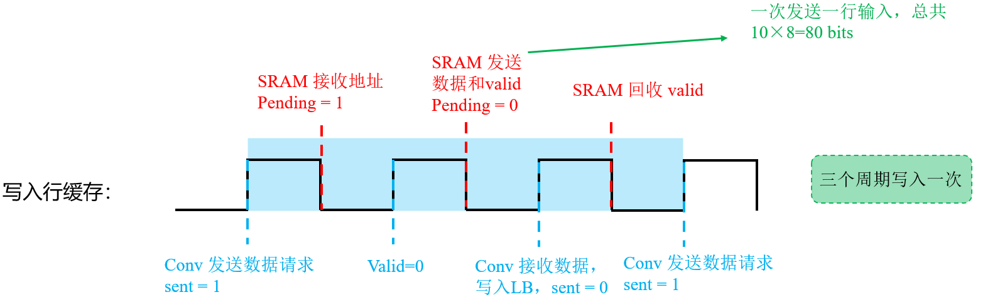 一次发送一行输入，总共
10×8=80 bits
SRAM 发送
数据和valid
Pending = 0
SRAM 接收地址
Pending = 1
SRAM 回收 valid
写入行缓存：
三个周期写入一次
Conv 发送数据请求
sent = 1
Valid=0
Conv 接收数据，
写入LB，sent = 0
Conv 发送数据请求
sent = 1